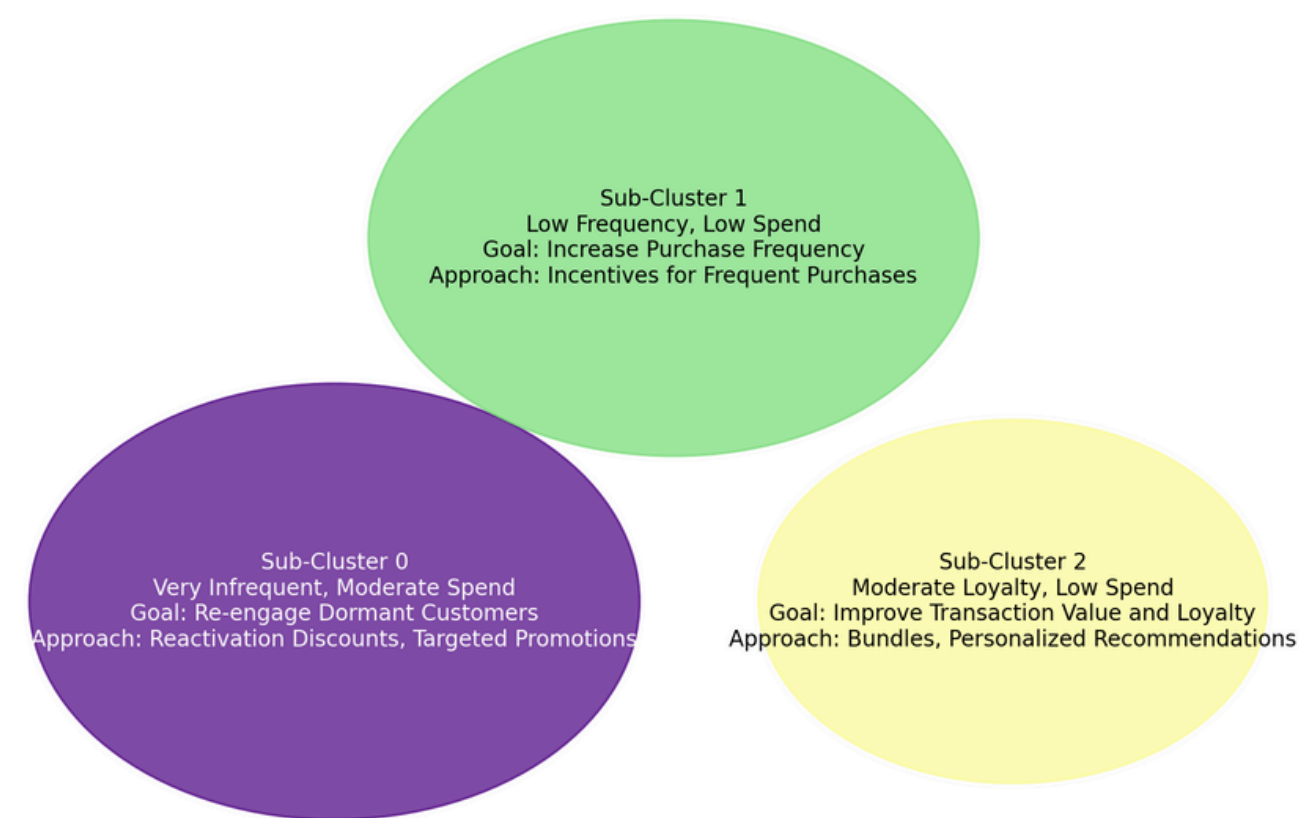 Sub-Cluster 1
Low Frequency, Low Spend
Goal: Increase Purchase Frequency
Approach: Incentives for Frequent Purchases
Sub-Cluster 0
Very Infrequent, Moderate Spend
Goal: Re-engage Dormant Customers
Approach: Reactivation Discounts, Targeted Promotions
Sub-Cluster 2
Moderate Loyalty, Low Spend
Goal: Improve Transaction Value and Loyalty
Approach: Bundles, Personalized Recommendations